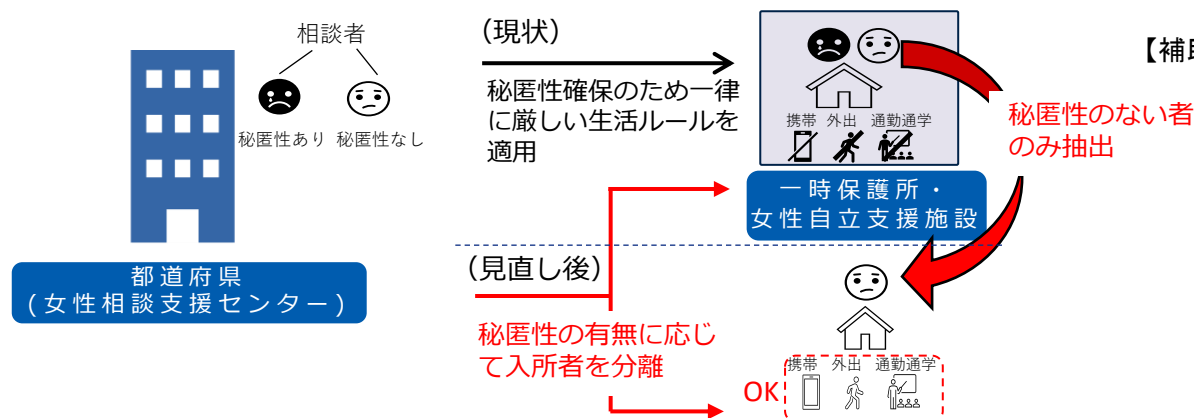 相談者
秘匿性あり 秘匿性なし
都道府県
(女性相談支援センター)
(現状)
秘匿性確保のため一律
に厳しい生活ルールを
適用
携帯 外出 通勤通学
一時保護所・
女性自立支援施設
【補助
秘匿性のない者
のみ抽出
(見直し後)
秘匿性の有無に応じ
て入所者を分離
携帯 外出 通勤通学
OK